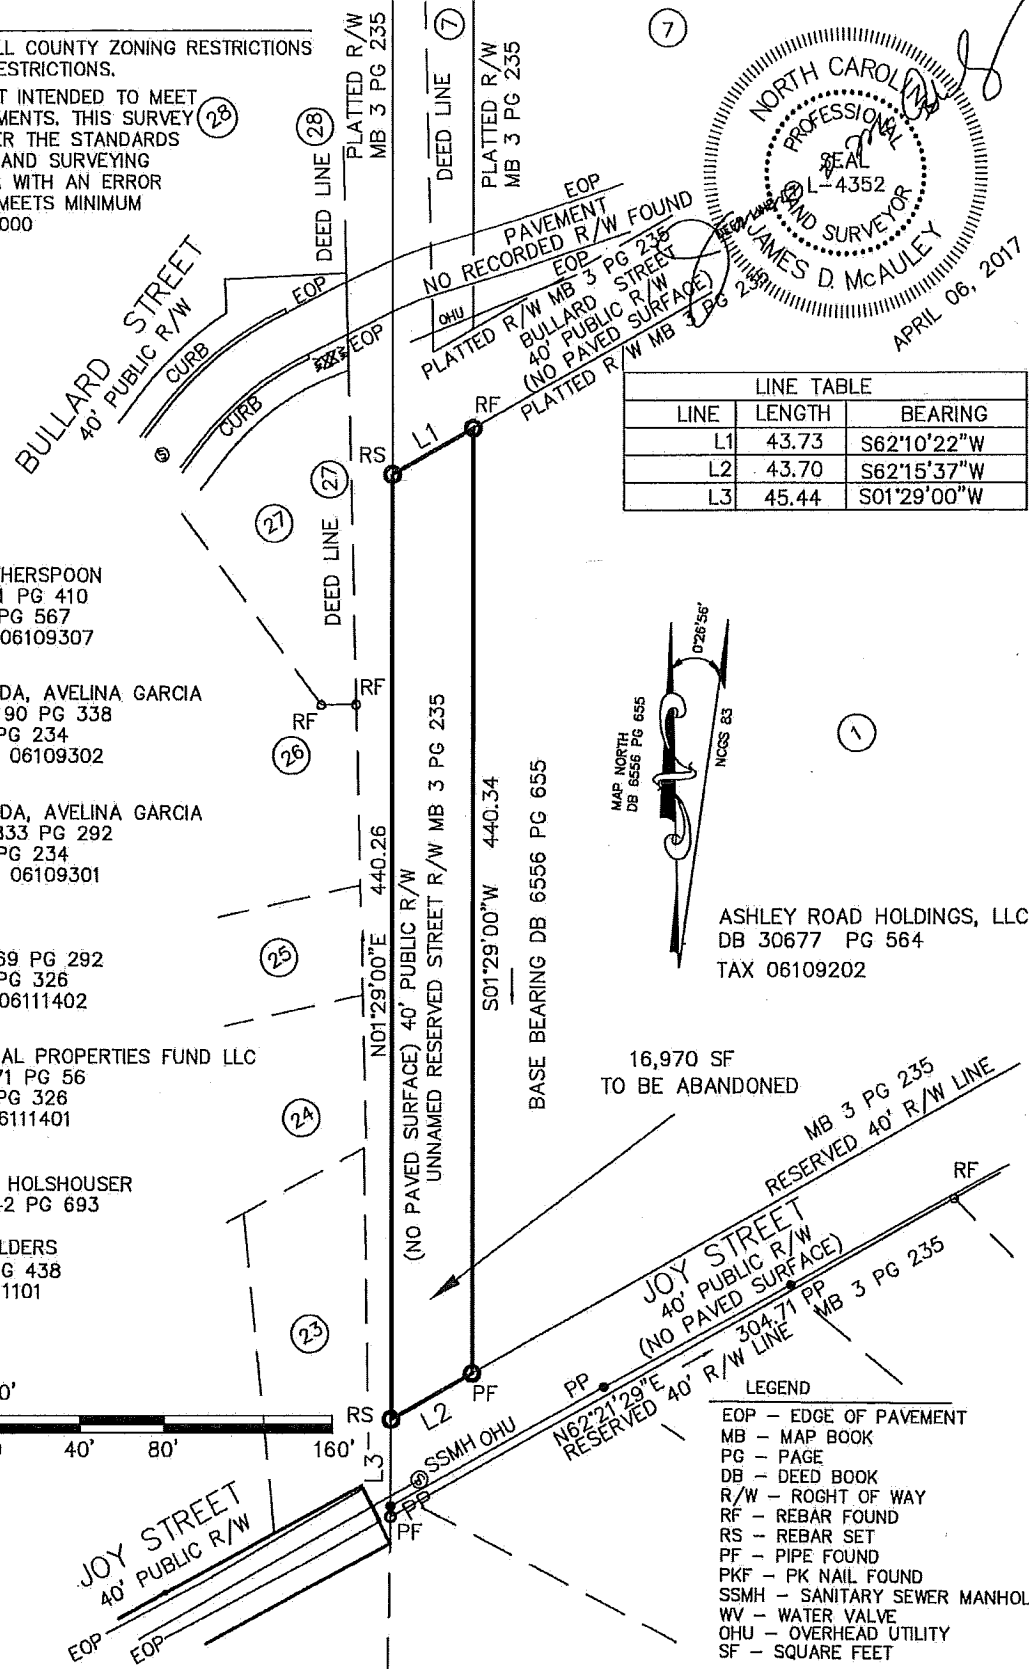 LL COUNTY ZONING RESTRICTIONS
ESTRICTIONS.
T INTENDED TO MEET
MENTS. THIS SURVEY
ER THE STANDARDS
AND SURVEYING
WITH AN ERROR
MEETS MINIMUM
000
28
DEED LINE 28
PLATTED R/W
MB 3 PG 235
DEED LINE 7
PLATTED R/W
MB 3 PG 235
7
NORTH CAROLINA
PROFESSIONAL
SEAL
L-4352
LAND SURVEYOR
JAMES D. McAULEY
APRIL 06, 2017
BULLARD STREET
40' PUBLIC R/W
CURB
CURB
EOP
EOP
EOP
PAVEMENT
NO RECORDED R/W FOUND
EOP
OHU
PLATTED R/W MB 3 PG 235
BULLARD STREET
40' PUBLIC R/W
(NO PAVED SURFACE)
PLATTED R/W MB 3 PG 235
S
LINE TABLE
LINE LENGTH BEARING
L1 43.73 S62°10'22"W
L2 43.70 S62°15'37"W
L3 45.44 S01°29'00"W
RS
L1
RF
27
DEED LINE 27
HERSPOON
PG 410
PG 567
06109307
DA, AVELINA GARCIA
90 PG 338
PG 234
06109302
RF
RF
26
DA, AVELINA GARCIA
333 PG 292
PG 234
06109301
69 PG 292
PG 326
06111402
25
AL PROPERTIES FUND LLC
71 PG 56
PG 326
6111401
24
HOLSHOUSER
-2 PG 693
LDERS
G 438
1101
23
N01°29'00"E 440.26
(NO PAVED SURFACE) 40' PUBLIC R/W
UNNAMED RESERVED STREET R/W MB 3 PG 235
S01°29'00"W 440.34
BASE BEARING DB 6556 PG 655
MAP NORTH
DB 6556 PG 655
0°26'56"
NCGS 83
1
ASHLEY ROAD HOLDINGS, LLC
DB 30677 PG 564
TAX 06109202
16,970 SF
TO BE ABANDONED
MB 3 PG 235
RESERVED 40' R/W LINE
RF
JOY STREET
40' PUBLIC R/W
(NO PAVED SURFACE)
304.71 PP
MB 3 PG 235
N62°21'29"E
RESERVED 40' R/W LINE
PP
PF
RS
L2
L3
SSMH OHU
S
PP
PF
0'
40' 80' 160'
JOY STREET
40' PUBLIC R/W
EOP
EOP
LEGEND
EOP – EDGE OF PAVEMENT
MB – MAP BOOK
PG – PAGE
DB – DEED BOOK
R/W – ROGHT OF WAY
RF – REBAR FOUND
RS – REBAR SET
PF – PIPE FOUND
PKF – PK NAIL FOUND
SSMH – SANITARY SEWER MANHOL
WV – WATER VALVE
OHU – OVERHEAD UTILITY
SF – SQUARE FEET